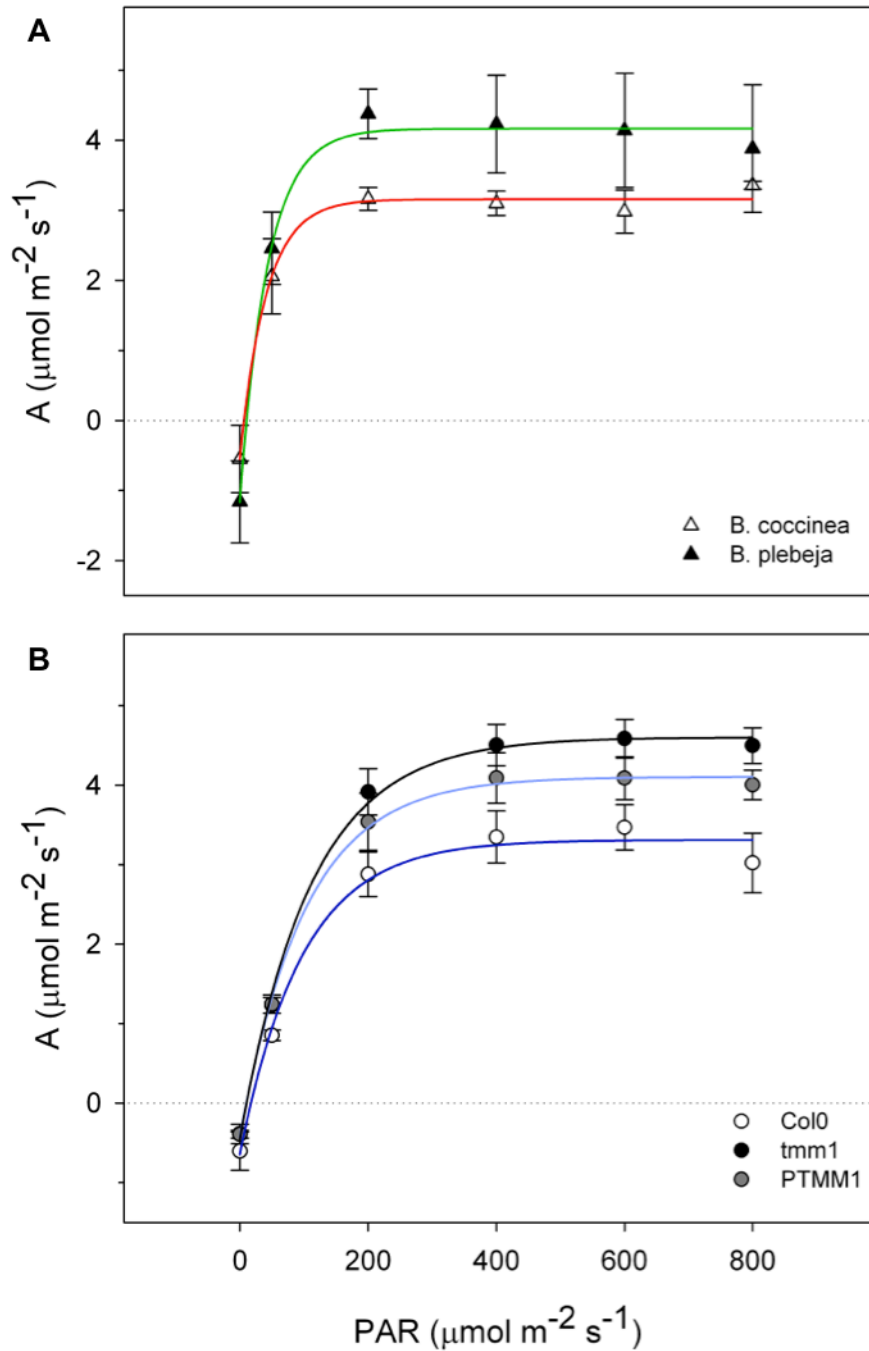 A
4
2
0
-2
A (μmol m-2 s-1)
B. coccinea
B. plebeja
B
4
2
0
A (μmol m-2 s-1)
Col0
tmm1
PTMM1
0 200 400 600 800
PAR (μmol m-2 s-1)